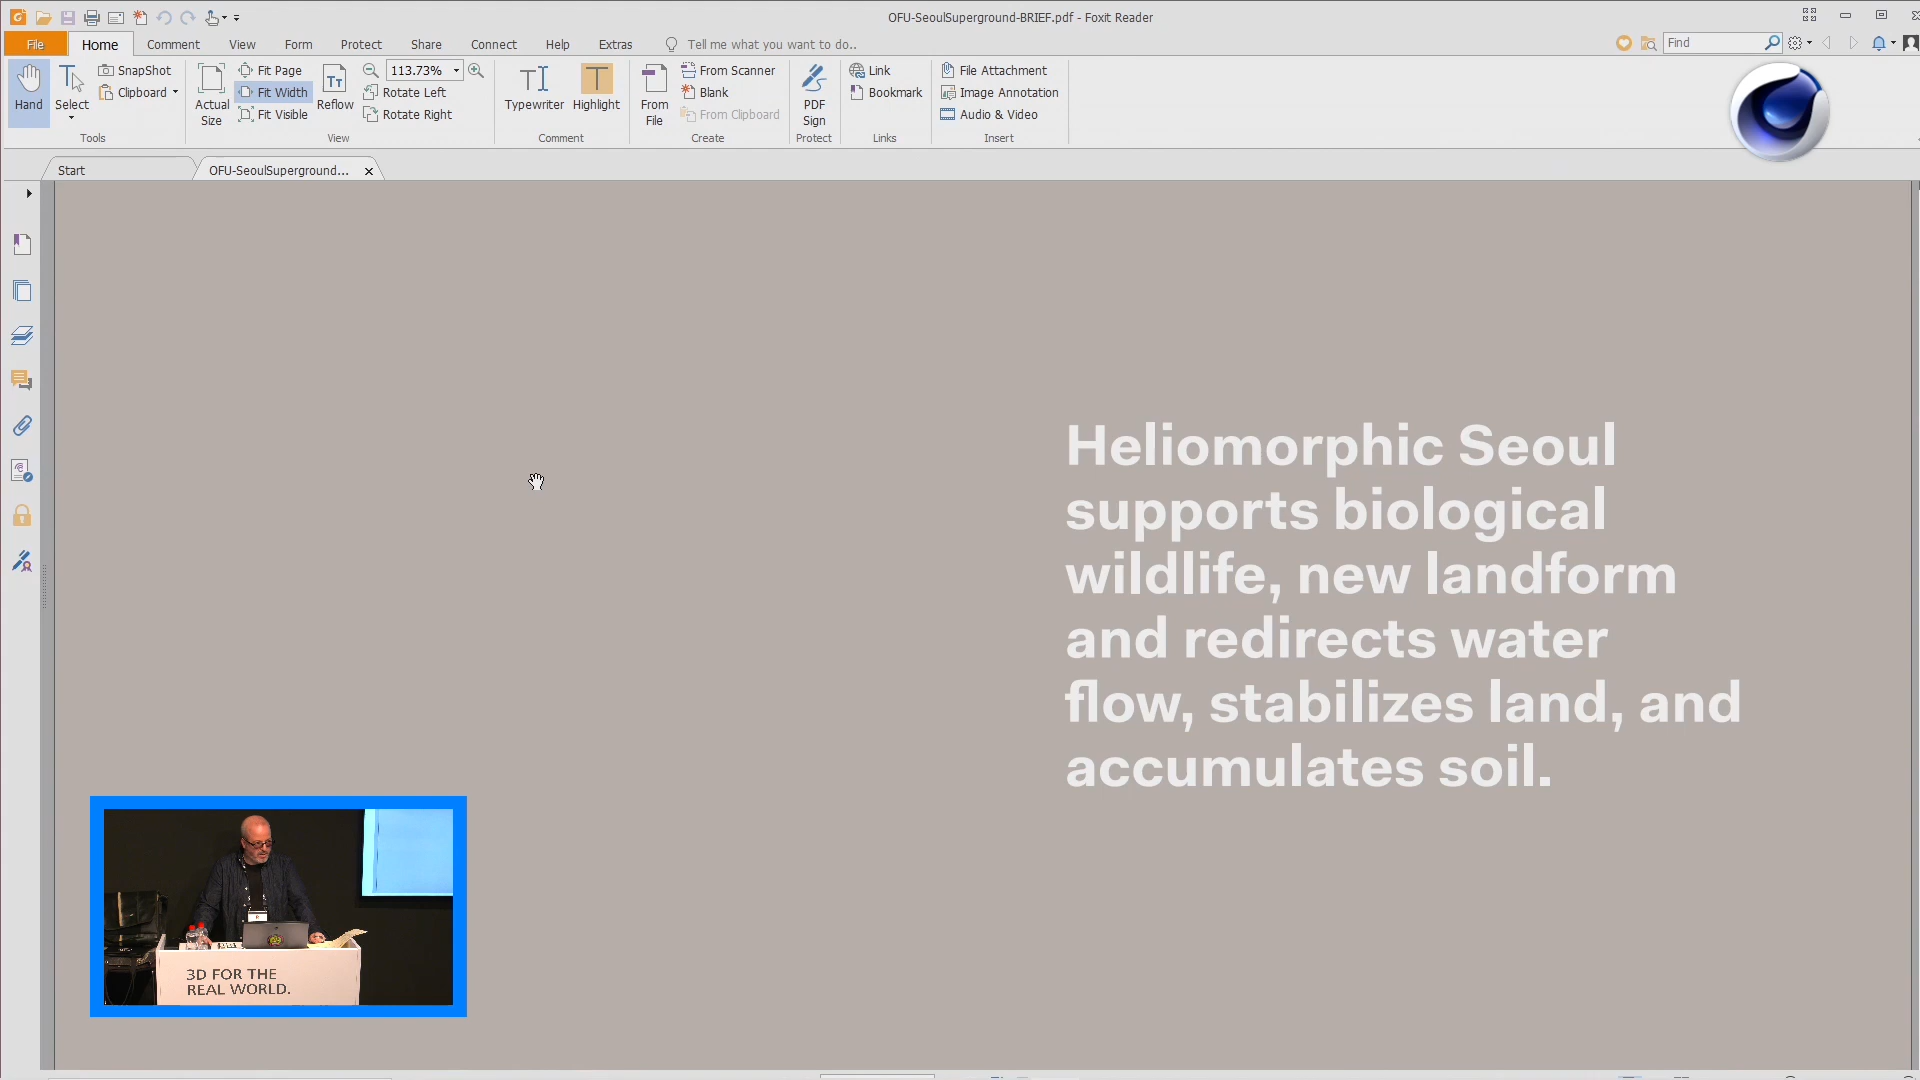 OFU-SeoulSuperground-BRIEF.pdf - Foxit Reader
File Home Comment View Form Protect Share Connect Help Extras Tell me what you want to do.. Find
Hand
Select
SnapShot
Clipboard
Tools
Actual
Size
Fit Page
Fit Width
Fit Visible
Reflow
113.73%
Rotate Left
Rotate Right
View
Typewriter
Highlight
Comment
From
File
From Scanner
Blank
From Clipboard
Create
PDF
Sign
Protect
Link
Bookmark
Links
File Attachment
Image Annotation
Audio & Video
Insert
Start OFU-SeoulSuperground...
Heliomorphic Seoul
supports biological
wildlife, new landform
and redirects water
flow, stabilizes land, and
accumulates soil.
3D FOR THE
REAL WORLD.